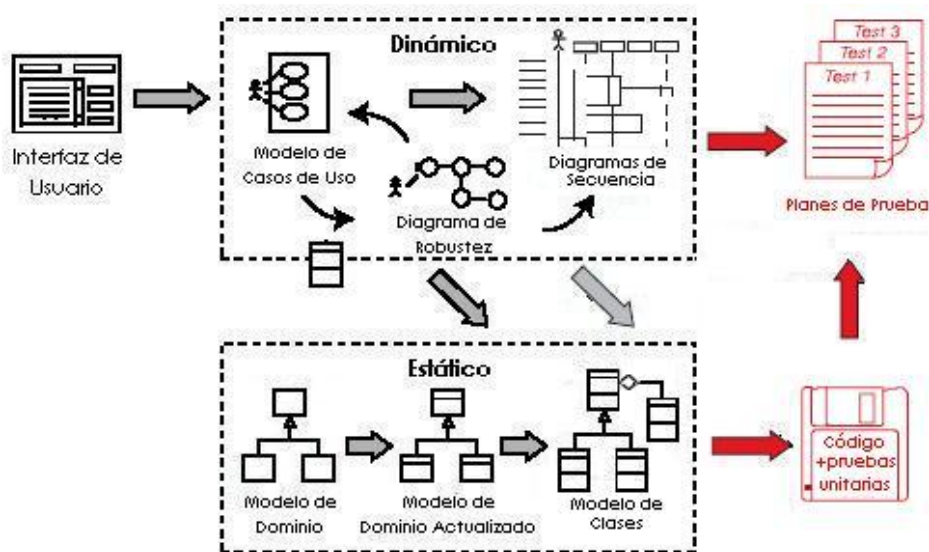 Dinámico
Interfaz de
Usuario
Modelo de
Casos de Uso
Diagrama de
Robustez
Diagramas de
Secuencia
Test 3
Test 2
Test 1
Planes de Prueba
Estático
Modelo de
Dominio
Modelo de
Dominio Actualizado
Modelo de
Clases
Código
+pruebas
unitarias